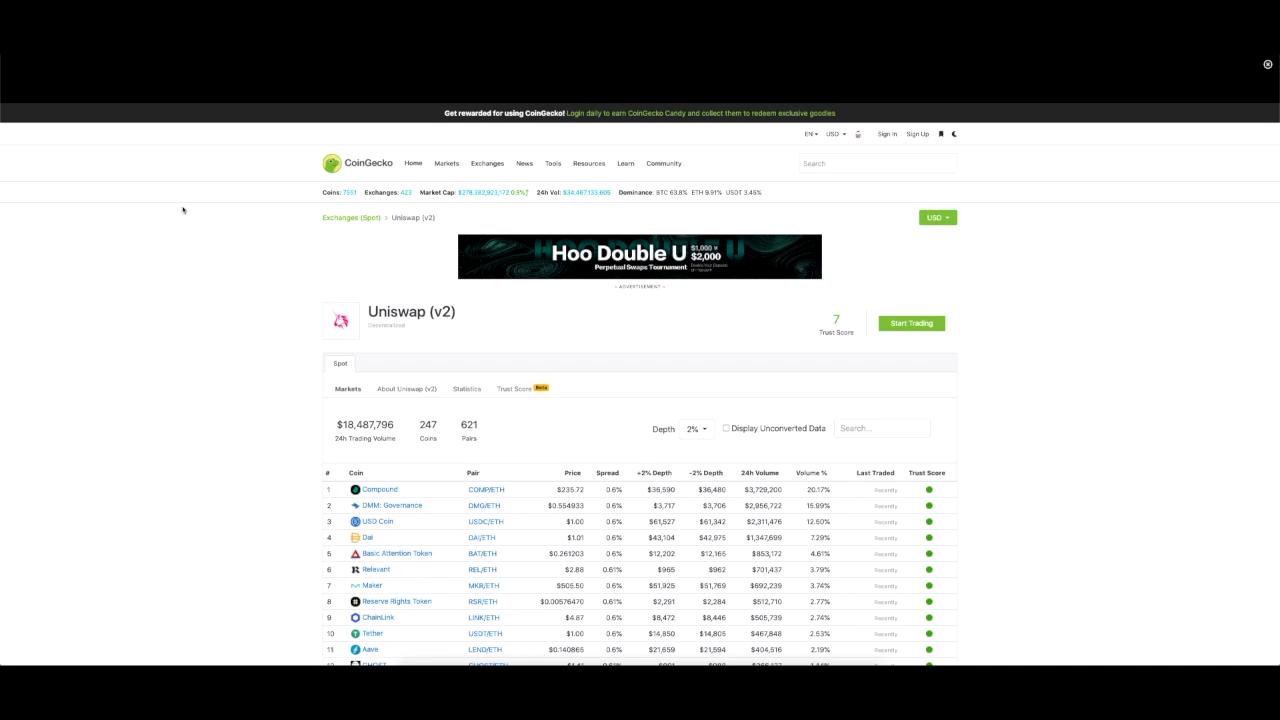 Get rewarded for using CoinGecko! Login daily to earn CoinGecko Candy and collect them to redeem exclusive goodies
EN USD Sign In Sign Up
CoinGecko Home Markets Exchanges News Tools Resources Learn Community Search
Coins: 7551 Exchanges: 423 Market Cap: $278,382,923,172 0.5% 24h Vol: $34,467,133,605 Dominance: BTC 63.8% ETH 9.91% USDT 3.45%
Exchanges (Spot) > Uniswap (v2) USD
Hoo Double U $1,000 
$2,000
Perpetual Swaps Tournament
- ADVERTISEMENT -
Uniswap (v2)
Decentralized
7
Trust Score
Start Trading
Spot
Markets About Uniswap (v2) Statistics Trust Score Beta
$18,487,796 247 621
24h Trading Volume Coins Pairs
Depth 2% Display Unconverted Data Search...
# Coin Pair Price Spread +2% Depth -2% Depth 24h Volume Volume % Last Traded Trust Score
1 Compound COMP/ETH $235.72 0.6% $36,590 $36,480 $3,729,200 20.17% Recently
2 DMM: Governance DMG/ETH $0.554933 0.6% $3,717 $3,706 $2,956,722 15.99% Recently
3 USD Coin USDC/ETH $1.00 0.6% $61,527 $61,342 $2,311,476 12.50% Recently
4 Dai DAI/ETH $1.01 0.6% $43,104 $42,975 $1,347,699 7.29% Recently
5 Basic Attention Token BAT/ETH $0.261203 0.6% $12,202 $12,165 $853,172 4.61% Recently
6 Relevant REL/ETH $2.88 0.61% $965 $962 $701,437 3.79% Recently
7 Maker MKR/ETH $505.50 0.6% $51,925 $51,769 $692,239 3.74% Recently
8 Reserve Rights Token RSR/ETH $0.00576470 0.61% $2,291 $2,284 $512,710 2.77% Recently
9 ChainLink LINK/ETH $4.87 0.6% $8,472 $8,446 $505,739 2.74% Recently
10 Tether USDT/ETH $1.00 0.6% $14,850 $14,805 $467,848 2.53% Recently
11 Aave LEND/ETH $0.140865 0.6% $21,659 $21,594 $404,516 2.19% Recently